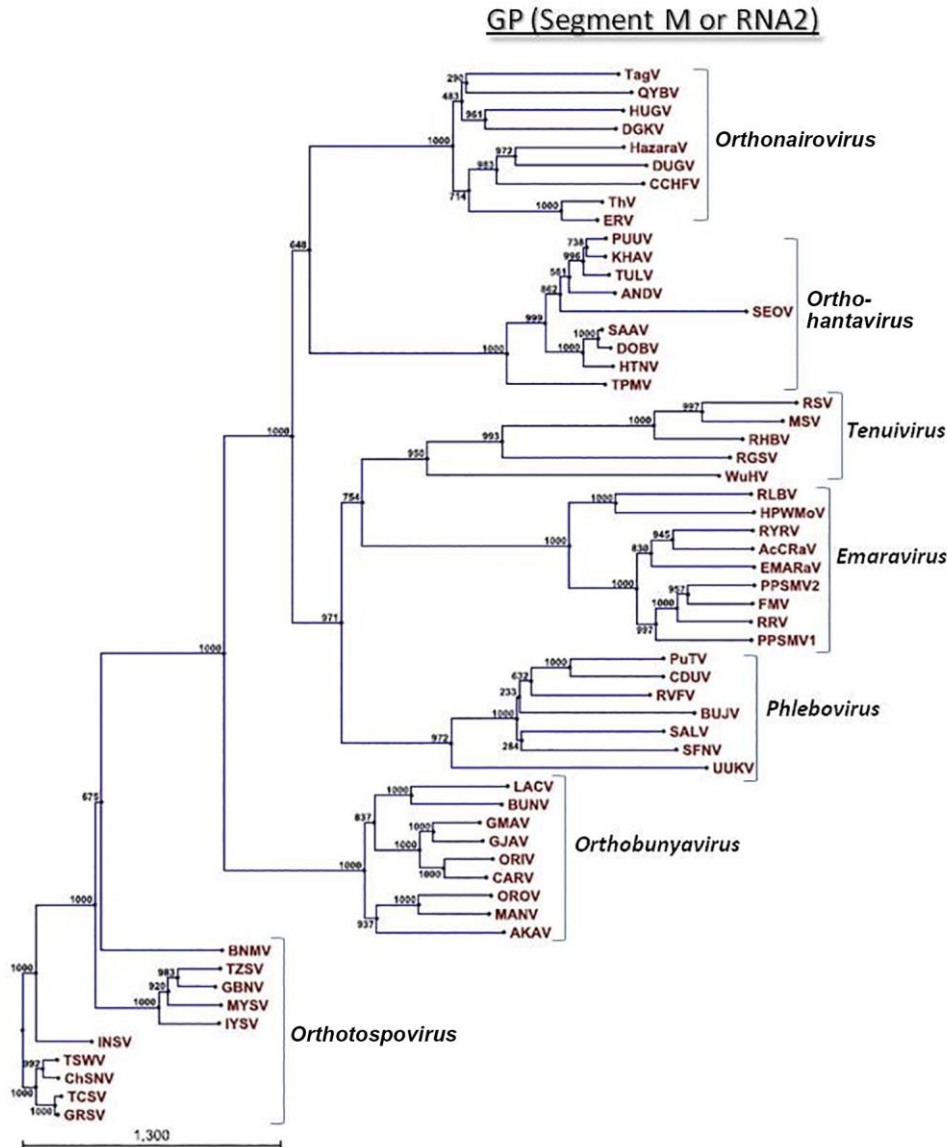 GP (Segment M or RNA2)
TagV
290
QYBV
483
HUGV
961
DGKV
Orthonairovirus
1000
HazaraV
972
DUGV
983
CCHFV
714
ThV
1000
ERV
PUUV
738
KHAV
648
996
TULV
561
ANDV
862
SEOV
Ortho-
hantavirus
999
SAAV
1000
DOBV
1000
1000
HTNV
TPMV
RSV
997
MSV
1000
Tenuivirus
1000
RHBV
993
RGSV
950
WuHV
RLBV
754
1000
HPWMoV
RYRV
945
1000
AcCRaV
830
Emaravirus
EMARaV
1000
PPSMV2
957
FMV
1000
RRV
971
997
PPSMV1
1000
PuTV
1000
CDUV
632
RVFV
233
BUJV
Phlebovirus
1000
SALV
972
284
SFNV
UUKV
LACV
1000
BUNV
675
837
GMAV
1000
GJAV
1000
Orthobunyavirus
ORIV
1000
1000
CARV
OROV
1000
1000
MANV
937
AKAV
BNMV
1000
TZSV
983
GBNV
920
MYSV
1000
IYSV
Orthotospovirus
INSV
TSWV
992
ChSNV
1000
TCSV
1000
GRSV
1,300